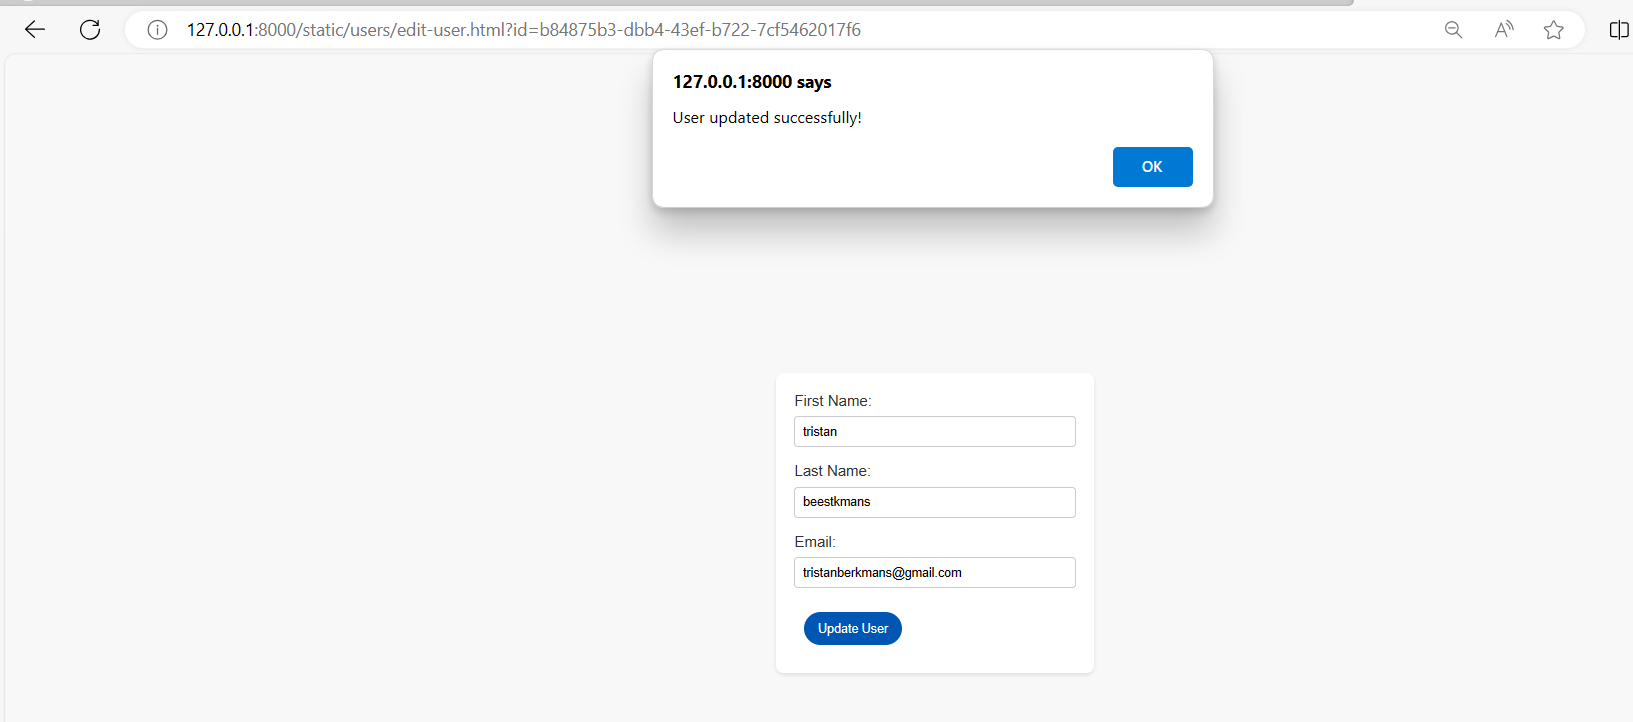 127.0.0.1:8000/static/users/edit-user.html?id=b84875b3-dbb4-43ef-b722-7cf5462017f6
127.0.0.1:8000 says
User updated successfully!
OK
First Name:
tristan
Last Name:
beestkmans
Email:
tristanberkmans@gmail.com
Update User